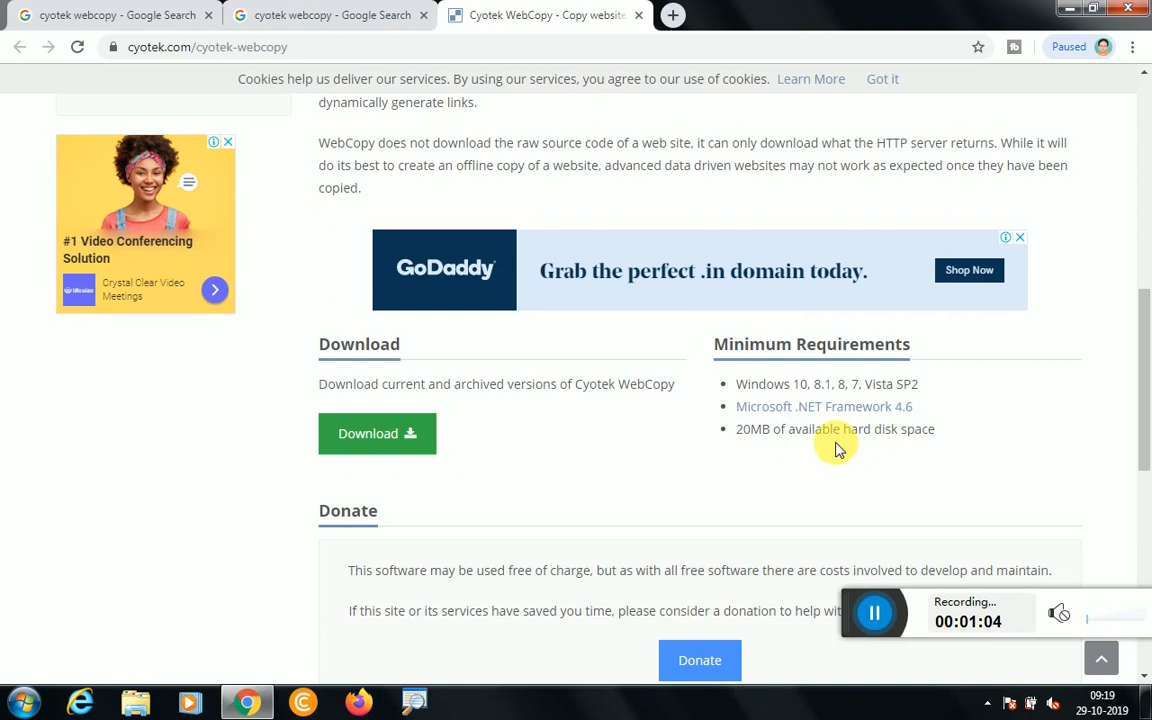 cyotek webcopy - Google Search
cyotek webcopy - Google Search
Cyotek WebCopy - Copy website
cyotek.com/cyotek-webcopy
Paused
Cookies help us deliver our services. By using our services, you agree to our use of cookies. Learn More Got it
dynamically generate links.
WebCopy does not download the raw source code of a web site, it can only download what the HTTP server returns. While it will
do its best to create an offline copy of a website, advanced data driven websites may not work as expected once they have been
copied.
#1 Video Conferencing
Solution
lifesize
Crystal Clear Video
Meetings
GoDaddy
Grab the perfect .in domain today.
Shop Now
Download
Download current and archived versions of Cyotek WebCopy
Download
Minimum Requirements
Windows 10, 8.1, 8, 7, Vista SP2
Microsoft .NET Framework 4.6
20MB of available hard disk space
Donate
This software may be used free of charge, but as with all free software there are costs involved to develop and maintain.
If this site or its services have saved you time, please consider a donation to help wit
Donate
Recording...
00:01:04
09:19
29-10-2019